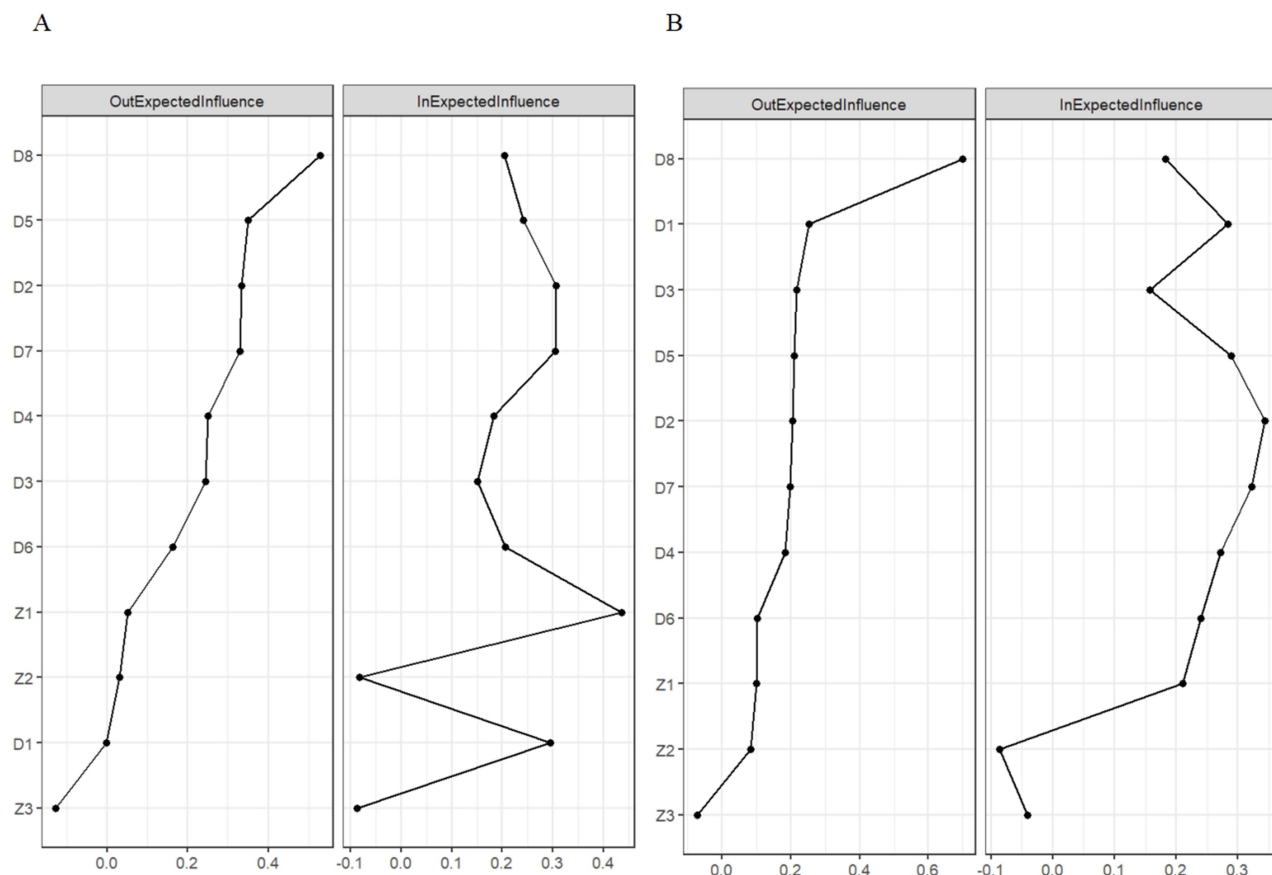 A
B
OutExpectedInfluence
InExpectedInfluence
D8
D5
D2
D7
D4
D3
D6
Z1
Z2
D1
Z3
0.0 0.4
-0.1 0.0 0.1 0.2 0.3 0.4
OutExpectedInfluence
InExpectedInfluence
D8
D1
D3
D5
D2
D7
D4
D6
Z1
Z2
Z3
0.0 0.2 0.4 0.6
-0.1 0.0 0.1 0.2 0.3